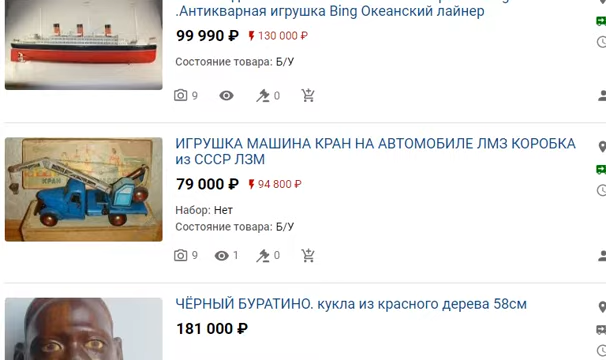 .Антикварная игрушка Bing Океанский лайнер
99 990 ₽ 130 000 ₽
Состояние товара: Б/У
9 0
ИГРУШКА МАШИНА КРАН НА АВТОМОБИЛЕ ЛМЗ КОРОБКА
из СССР ЛЗМ
79 000 ₽ 94 800 ₽
Набор: Нет
Состояние товара: Б/У
9 1 0
КРАН
ЧЁРНЫЙ БУРАТИНО. кукла из красного дерева 58см
181 000 ₽